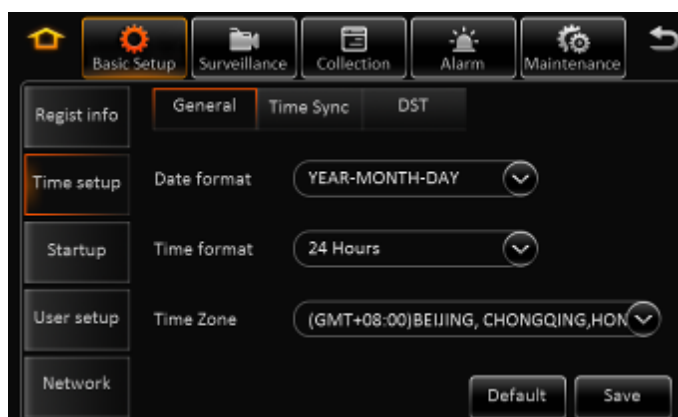 Basic Setup Surveillance Collection Alarm Maintenance
Regist info
General Time Sync DST
Time setup
Date format YEAR-MONTH-DAY
Startup
Time format 24 Hours
User setup
Time Zone (GMT+08:00)BEIJING, CHONGQING,HON
Network
Default Save